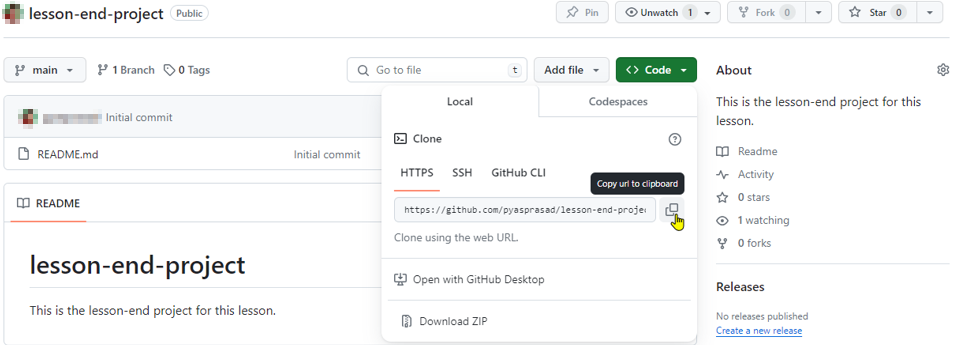 lesson-end-project Public Pin Unwatch 1 Fork 0 Star 0
main 1 Branch 0 Tags Go to file t Add file Code
About
This is the lesson-end project for this
lesson.
Readme
Activity
0 stars
1 watching
0 forks
Releases
No releases published
Create a new release
Initial commit
README.md Initial commit
README
lesson-end-project
This is the lesson-end project for this lesson.
Local Codespaces
Clone
HTTPS SSH GitHub CLI
Copy url to clipboard
https://github.com/pyasprasad/lesson-end-projec
Clone using the web URL.
Open with GitHub Desktop
Download ZIP